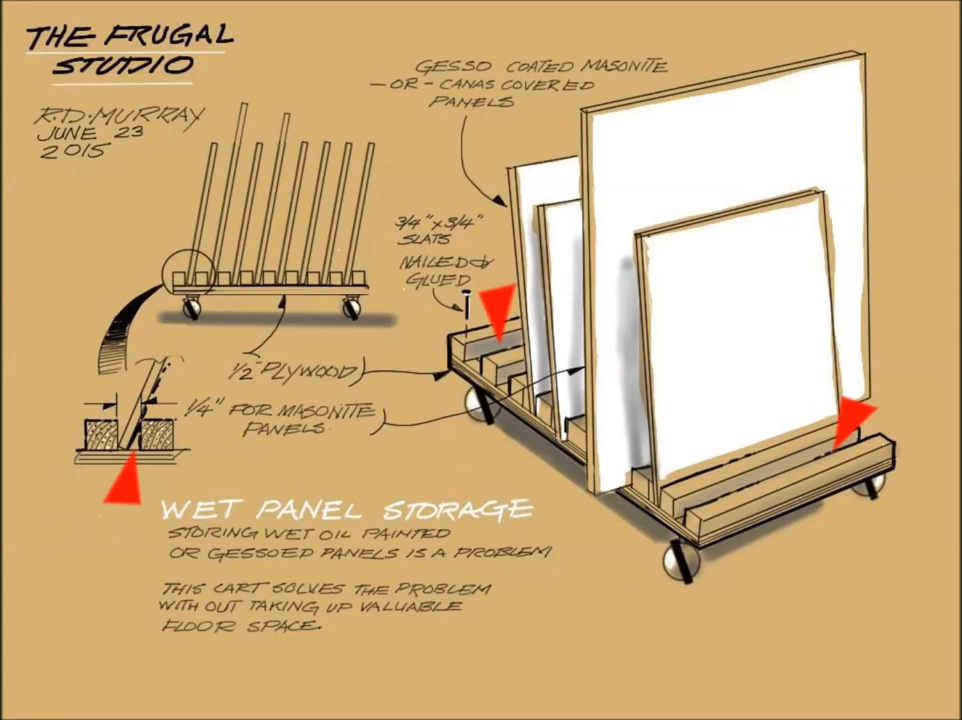 THE FRUGAL
STUDIO
R.D. MURRAY
JUNE 23
2015
GESSO COATED MASONITE
- OR - CANAS COVERED
PANELS
3/4" x 3/4"
SLATS
NAILED &
GLUED
1/2" PLYWOOD
1/4" FOR MASONITE
PANELS.
WET PANEL STORAGE
STORING WET OIL PAINTED
OR GESSOED PANELS IS A PROBLEM
THIS CART SOLVES THE PROBLEM
WITH OUT TAKING UP VALUABLE
FLOOR SPACE.